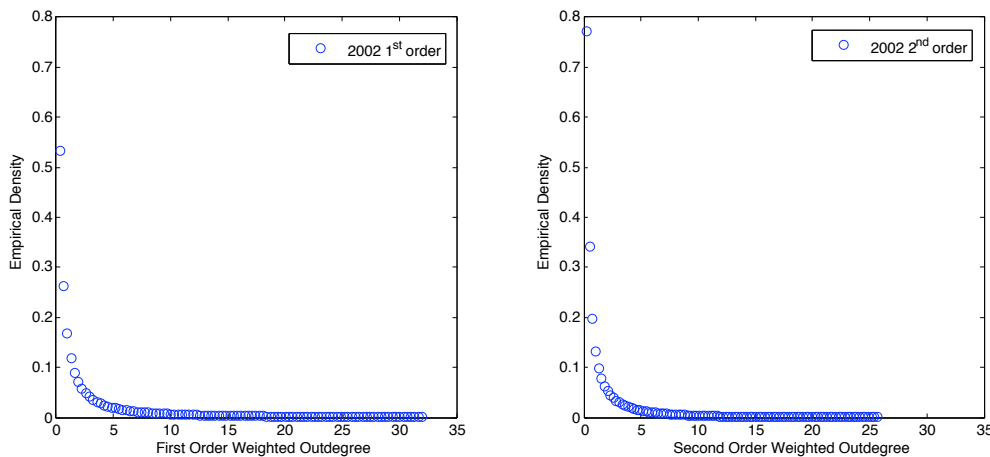 0.8
0.7
0.6
0.5
0.4
0.3
0.2
0.1
0
Empirical Density
2002 1st order
0 5 10 15 20 25 30 35
First Order Weighted Outdegree
0.8
0.7
0.6
0.5
0.4
0.3
0.2
0.1
0
Empirical Density
2002 2nd order
0 5 10 15 20 25 30 35
Second Order Weighted Outdegree